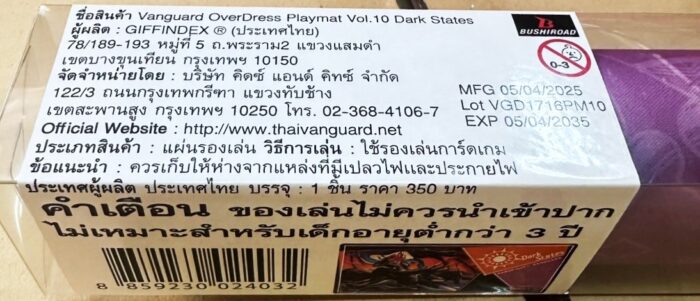 ชื่อสินค้า Vanguard OverDress Playmat Vol.10 Dark States
ผู้ผลิต : GIFFINDEX ® (ประเทศไทย)
78/189-193 หมู่ที่ 5 ถ.พระราม2 แขวงแสมดำ
เขตบางขุนเทียน กรุงเทพฯ 10150
จัดจำหน่ายโดย : บริษัท คิดซ์ แอนด์ คิทซ์ จำกัด
122/3 ถนนกรุงเทพกรีฑา แขวงทับช้าง
เขตสะพานสูง กรุงเทพฯ 10250 โทร. 02-368-4106-7
Official Website : http://www.thaivanguard.net
ประเภทสินค้า : แผ่นรองเล่น วิธีการเล่น : ใช้รองเล่นการ์ดเกม
ข้อแนะนำ : ควรเก็บให้ห่างจากแหล่งที่มีเปลวไฟและประกายไฟ
ประเทศผู้ผลิต ประเทศไทย บรรจุ : 1 ชิ้น ราคา 350 บาท
BUSHIROAD
0-3
MFG 05/04/2025
Lot VGD1716PM10
EXP 05/04/2035
คำเตือน ของเล่นไม่ควรนำเข้าปาก
ไม่เหมาะสำหรับเด็กอายุต่ำกว่า 3 ปี
8 859230 024032
Dark States